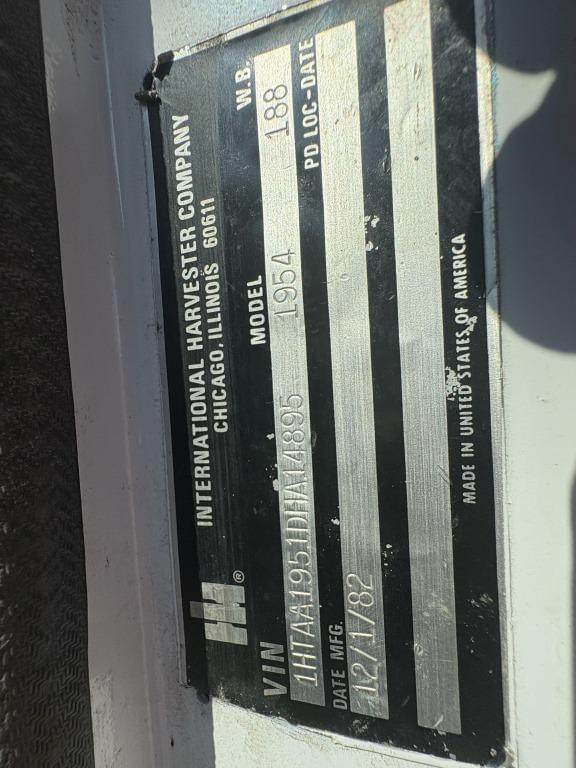 INTERNATIONAL HARVESTER COMPANY
CHICAGO, ILLINOIS 60611
VIN MODEL W.B.
1HTAA1951DHA14895 1954 188
DATE MFG. PD LOC-DATE
12/1/82
MADE IN UNITED STATES OF AMERICA